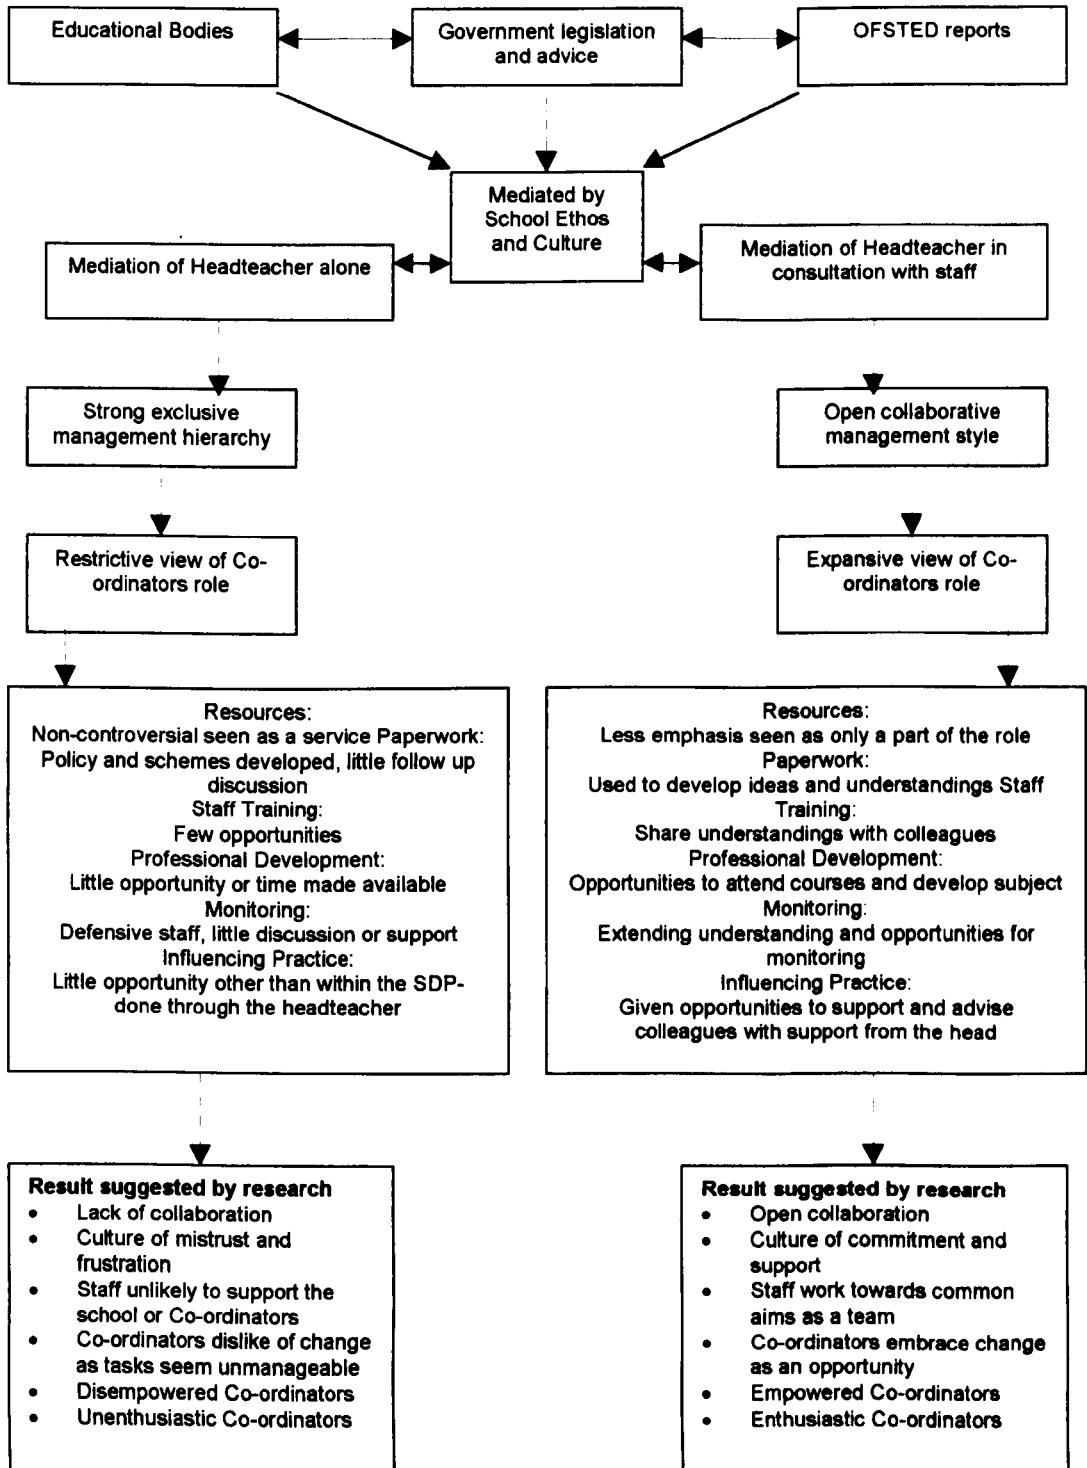 Educational Bodies
Government legislation
and advice
OFSTED reports
Mediated by
School Ethos
and Culture
Mediation of Headteacher alone
Mediation of Headteacher in
consultation with staff
Strong exclusive
management hierarchy
Open collaborative
management style
Restrictive view of Co-
ordinators role
Expansive view of Co-
ordinators role
Resources:
Non-controversial seen as a service Paperwork:
Policy and schemes developed, little follow up
discussion
Staff Training:
Few opportunities
Professional Development:
Little opportunity or time made available
Monitoring:
Defensive staff, little discussion or support
Influencing Practice:
Little opportunity other than within the SDP-
done through the headteacher
Resources:
Less emphasis seen as only a part of the role
Paperwork:
Used to develop ideas and understandings Staff
Training:
Share understandings with colleagues
Professional Development:
Opportunities to attend courses and develop subject
Monitoring:
Extending understanding and opportunities for
monitoring
Influencing Practice:
Given opportunities to support and advise
colleagues with support from the head
Result suggested by research
• Lack of collaboration
• Culture of mistrust and
frustration
• Staff unlikely to support the
school or Co-ordinators
• Co-ordinators dislike of change
as tasks seem unmanageable
• Disempowered Co-ordinators
• Unenthusiastic Co-ordinators
Result suggested by research
• Open collaboration
• Culture of commitment and
support
• Staff work towards common
aims as a team
• Co-ordinators embrace change
as an opportunity
• Empowered Co-ordinators
• Enthusiastic Co-ordinators